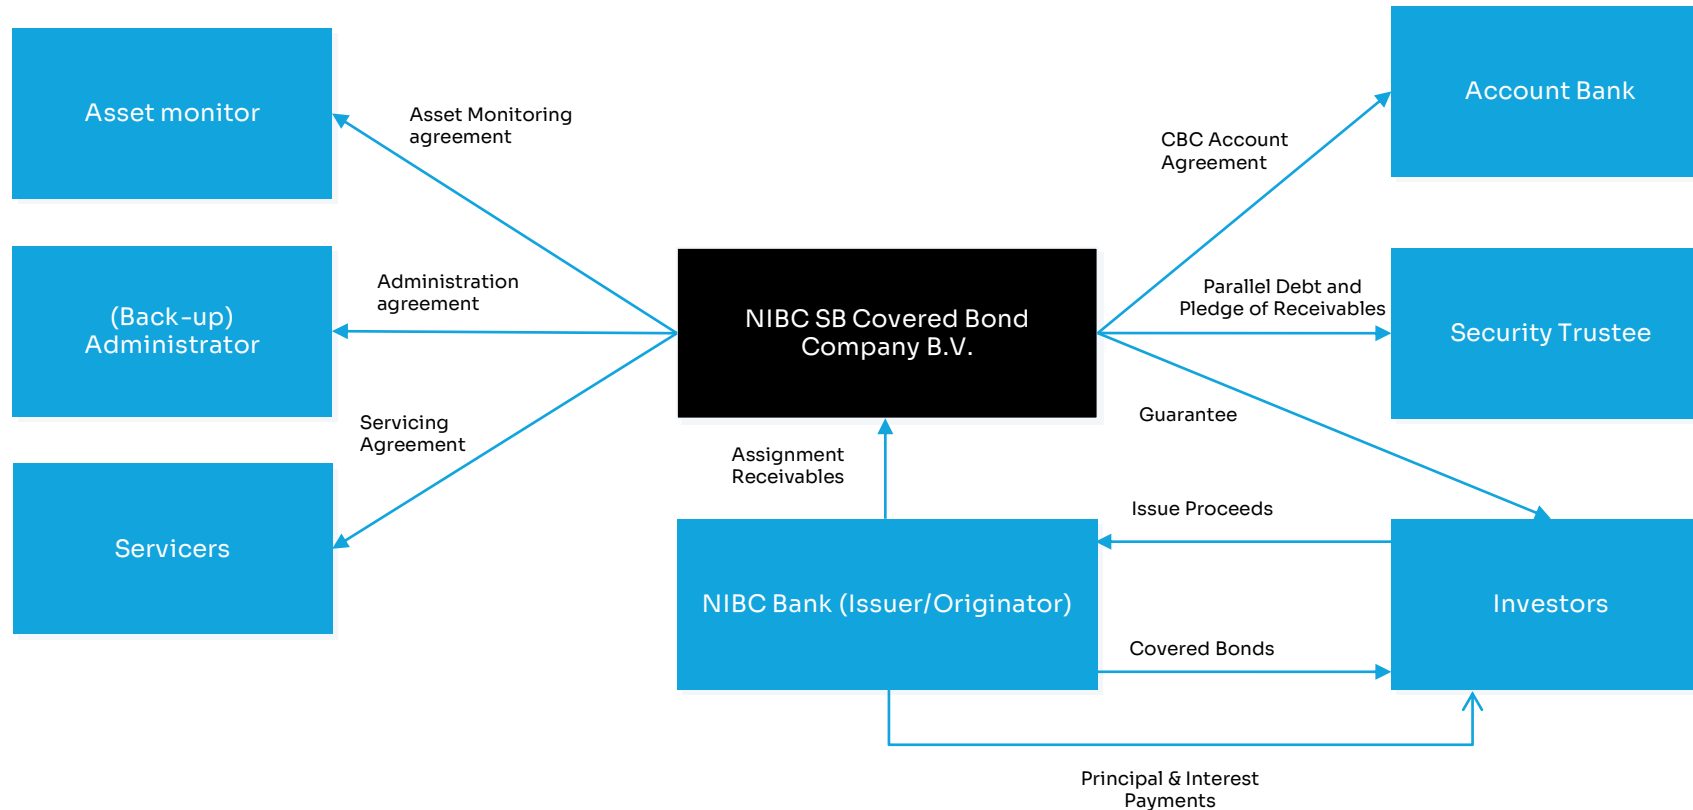 Asset monitor
Asset Monitoring
agreement
CBC Account
Agreement
Account Bank
(Back-up)
Administrator
Administration
agreement
NIBC SB Covered Bond
Company B.V.
Parallel Debt and
Pledge of Receivables
Security Trustee
Servicing
Agreement
Guarantee
Assignment
Receivables
Servicers
Issue Proceeds
NIBC Bank (Issuer/Originator)
Investors
Covered Bonds
Principal & Interest
Payments